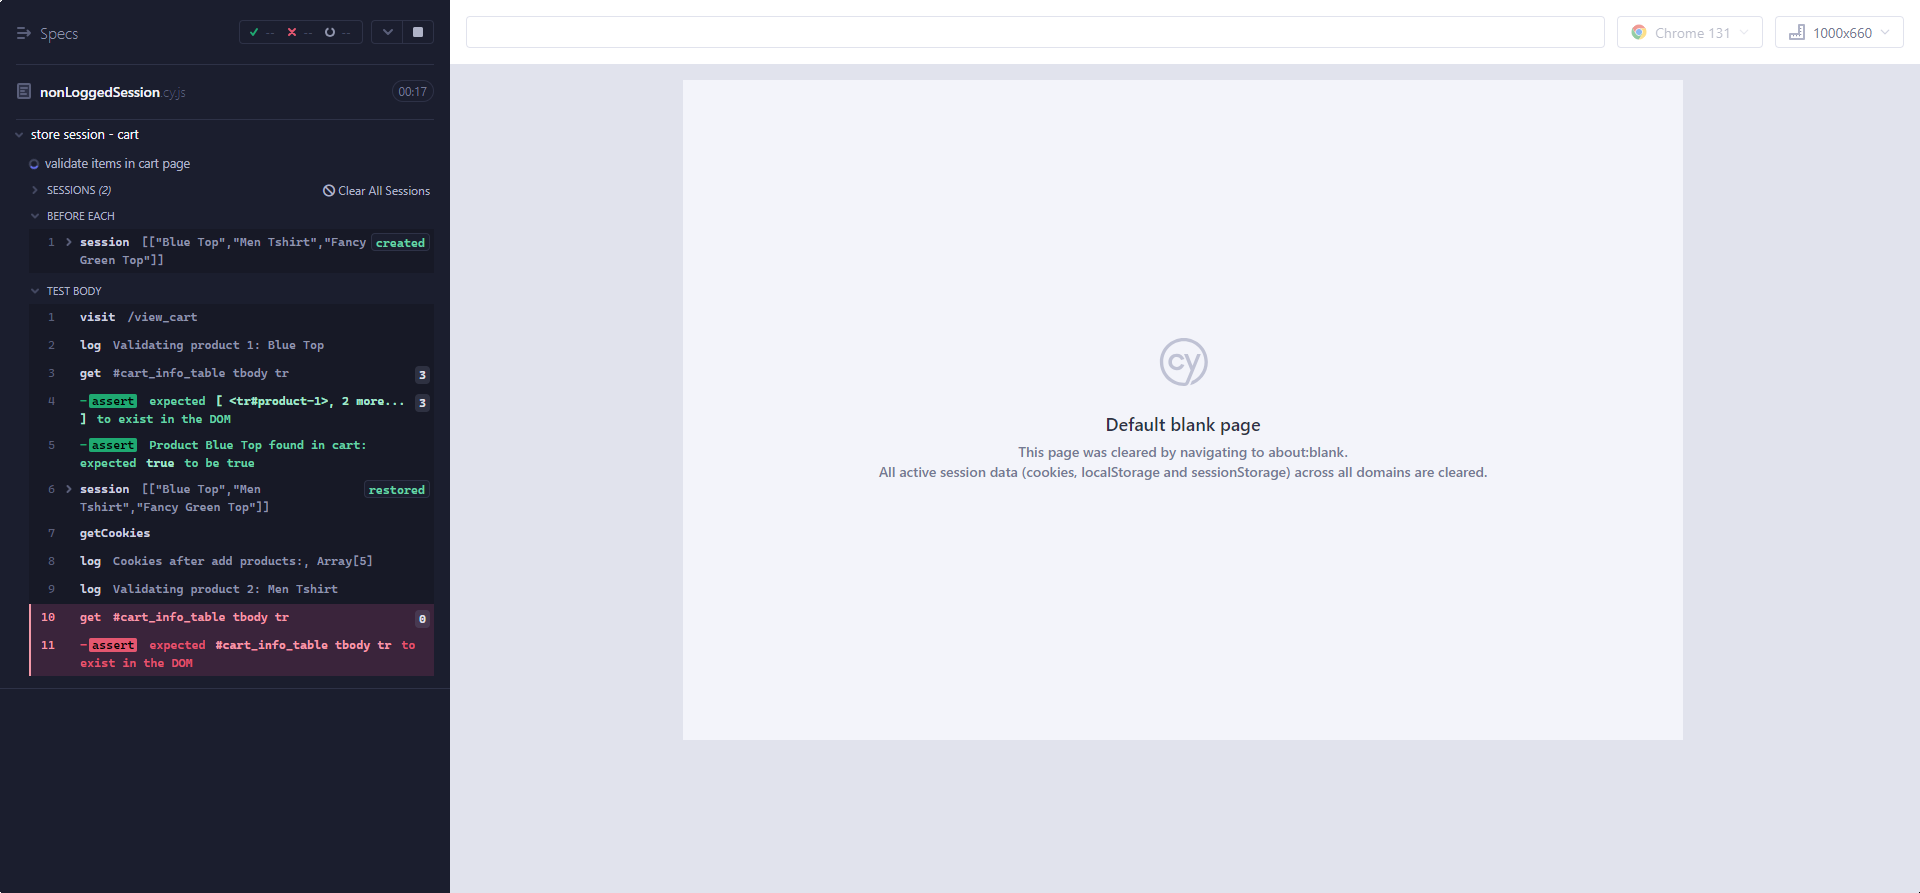 Specs
-- -- --
nonLoggedSession.cy.js
00:17
store session - cart
validate items in cart page
SESSIONS (2)
Clear All Sessions
BEFORE EACH
1 session [["Blue Top","Men Tshirt","Fancy created
Green Top"]]
TEST BODY
1 visit /view_cart
2 log Validating product 1: Blue Top
3 get #cart_info_table tbody tr 3
4 -assert expected [ <tr#product-1>, 2 more... 3
] to exist in the DOM
5 -assert Product Blue Top found in cart:
expected true to be true
6 session [["Blue Top","Men restored
Tshirt","Fancy Green Top"]]
7 getCookies
8 log Cookies after add products:, Array[5]
9 log Validating product 2: Men Tshirt
10 get #cart_info_table tbody tr 0
11 -assert expected #cart_info_table tbody tr to
exist in the DOM
Chrome 131
1000x660
cy
Default blank page
This page was cleared by navigating to about:blank.
All active session data (cookies, localStorage and sessionStorage) across all domains are cleared.